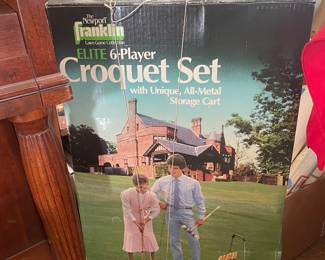 The
Newport
Franklin
Lawn Game Collection
ELITE 6-Player
Croquet Set
with Unique, All-Metal
Storage Cart